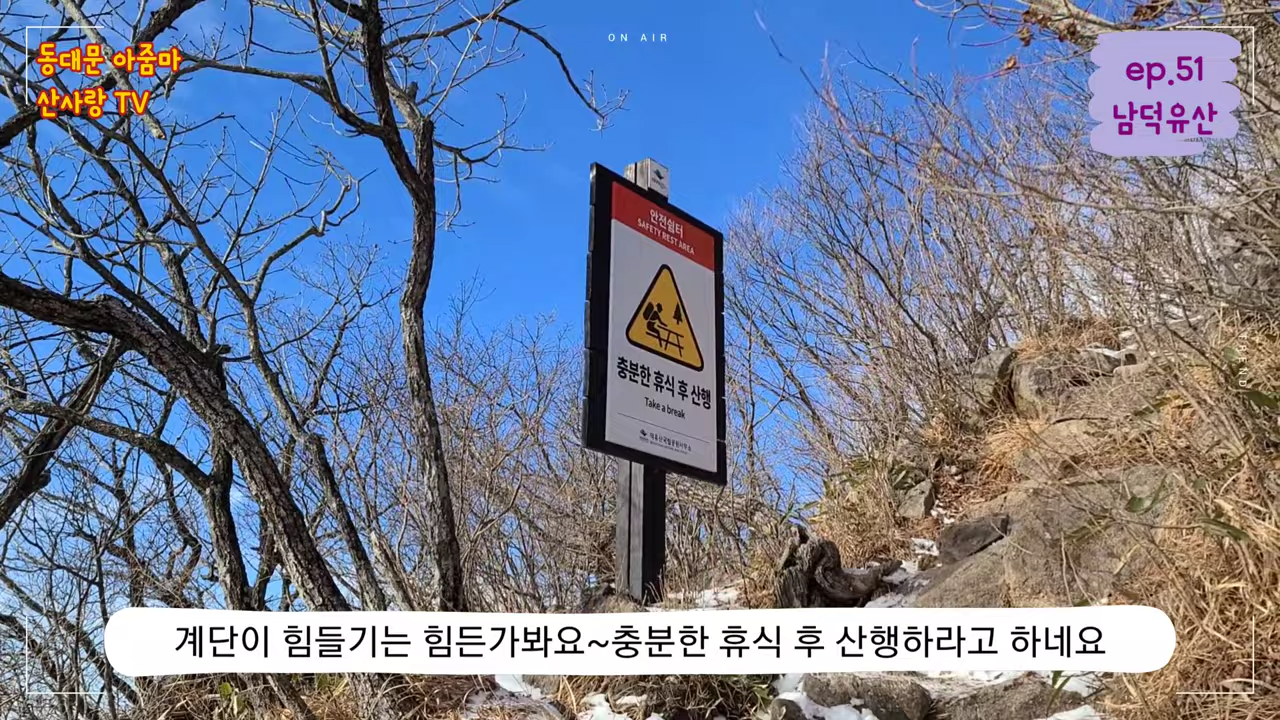 동대문 아줌마
산사랑 TV
ON AIR
ep.51
남덕유산
안전쉼터
SAFETY REST AREA
충분한 휴식 후 산행
Take a break
계단이 힘들기는 힘든가봐요~충분한 휴식 후 산행하라고 하네요